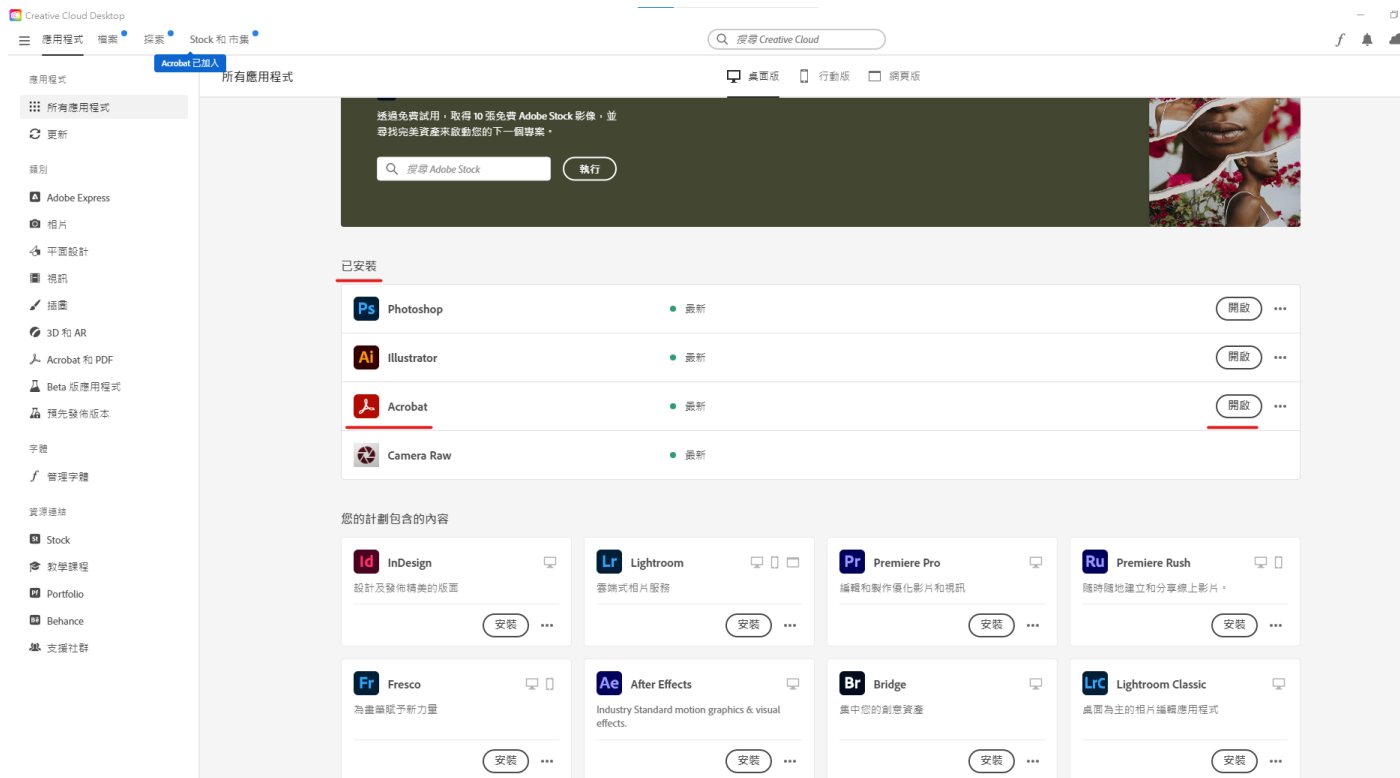 Creative Cloud Desktop
應用程式 檔案 探索 Stock 和 市集
搜尋 Creative Cloud
Acrobat 已加入
所有應用程式
桌面版 行動版 網頁版
應用程式
所有應用程式
更新
類別
Adobe Express
相片
平面設計
視訊
插圖
3D 和 AR
Acrobat 和 PDF
Beta 版應用程式
預先發佈版本
字體
管理字體
資源連結
St Stock
教學課程
Pf Portfolio
Bē Behance
支援社群
透過免費試用，取得 10 張免費 Adobe Stock 影像，並
尋找完美資產來啟動您的下一個專案。
搜尋 Adobe Stock 執行
已安裝
Ps Photoshop 最新 開啟
Ai Illustrator 最新 開啟
Acrobat 最新 開啟
Camera Raw 最新
您的計劃包含的內容
Id InDesign
設計及發佈精美的版面
安裝
Lr Lightroom
雲端式相片服務
安裝
Pr Premiere Pro
編輯和製作優化影片和視訊
安裝
Ru Premiere Rush
隨時隨地建立和分享線上影片。
安裝
Fr Fresco
為畫筆賦予新力量
安裝
Ae After Effects
Industry Standard motion graphics & visual
effects.
安裝
Br Bridge
集中您的創意資產
安裝
LrC Lightroom Classic
桌面為主的相片編輯應用程式
安裝